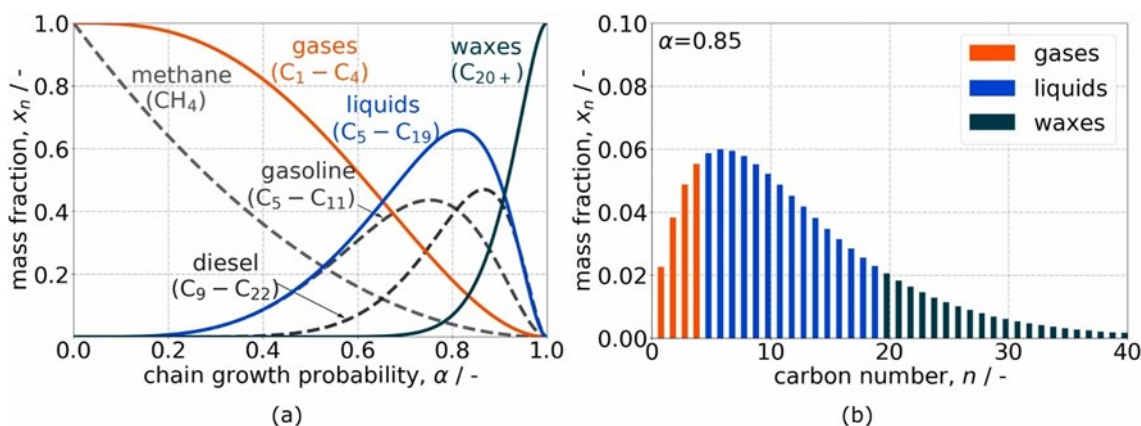 1.0
0.8
0.6
0.4
0.2
mass fraction, xₙ / -
0.0
0.2
0.4
0.6
0.8
1.0
chain growth probability, α / -
methane
(CH₄)
gases
(C₁ − C₄)
waxes
(C₂₀₊)
liquids
(C₅ − C₁₉)
gasoline
(C₅ − C₁₁)
diesel
(C₉ − C₂₂)
(a)
0.10
0.08
0.06
0.04
0.02
0.00
mass fraction, xₙ / -
α=0.85
gases
liquids
waxes
0
10
20
30
40
carbon number, n / -
(b)